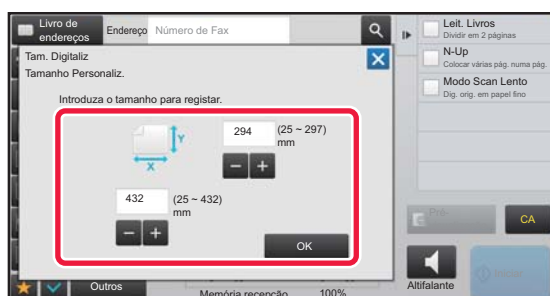 Livro de
endereços
Endereço
Número de Fax
Tam. Digitaliz
Tamanho Personaliz.
Introduza o tamanho para registar.
Y
X
294
(25 ~ 297)
mm
432
(25 ~ 432)
mm
OK
Outros
Memória recepção
100%
Leit. Livros
Dividir em 2 páginas
N-Up
Colocar várias pág. numa pág.
Modo Scan Lento
Dig. orig. em papel fino
CA
Altifalante
Iniciar